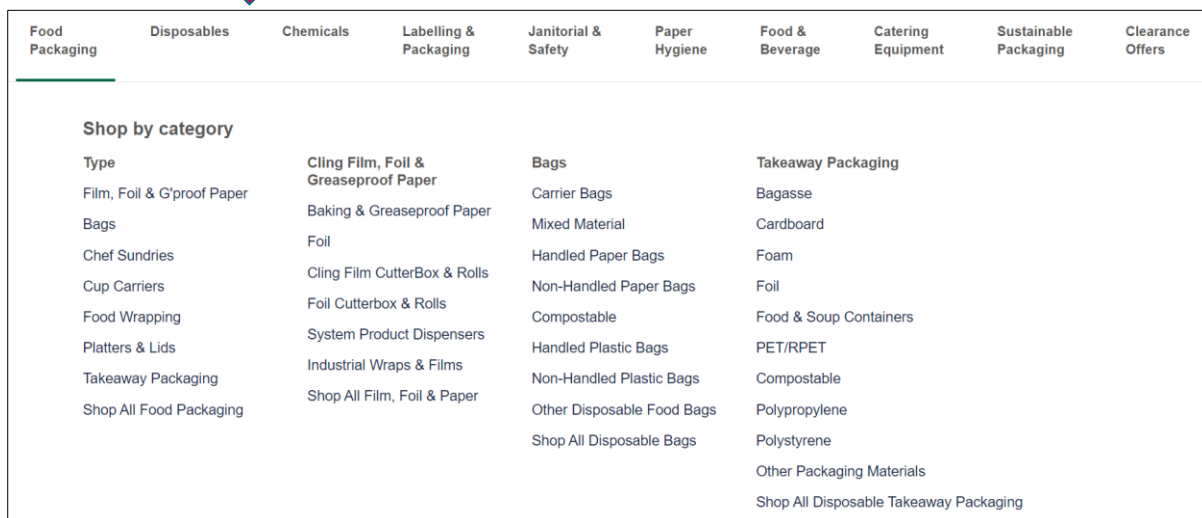 Food Packaging
Disposables
Chemicals
Labelling & Packaging
Janitorial & Safety
Paper Hygiene
Food & Beverage
Catering Equipment
Sustainable Packaging
Clearance Offers
Shop by category
Type
Film, Foil & G'proof Paper
Bags
Chef Sundries
Cup Carriers
Food Wrapping
Platters & Lids
Takeaway Packaging
Shop All Food Packaging
Cling Film, Foil &
Greaseproof Paper
Baking & Greaseproof Paper
Foil
Cling Film CutterBox & Rolls
Foil Cutterbox & Rolls
System Product Dispensers
Industrial Wraps & Films
Shop All Film, Foil & Paper
Bags
Carrier Bags
Mixed Material
Handled Paper Bags
Non-Handled Paper Bags
Compostable
Handled Plastic Bags
Non-Handled Plastic Bags
Other Disposable Food Bags
Shop All Disposable Bags
Takeaway Packaging
Bagasse
Cardboard
Foam
Foil
Food & Soup Containers
PET/RPET
Compostable
Polypropylene
Polystyrene
Other Packaging Materials
Shop All Disposable Takeaway Packaging